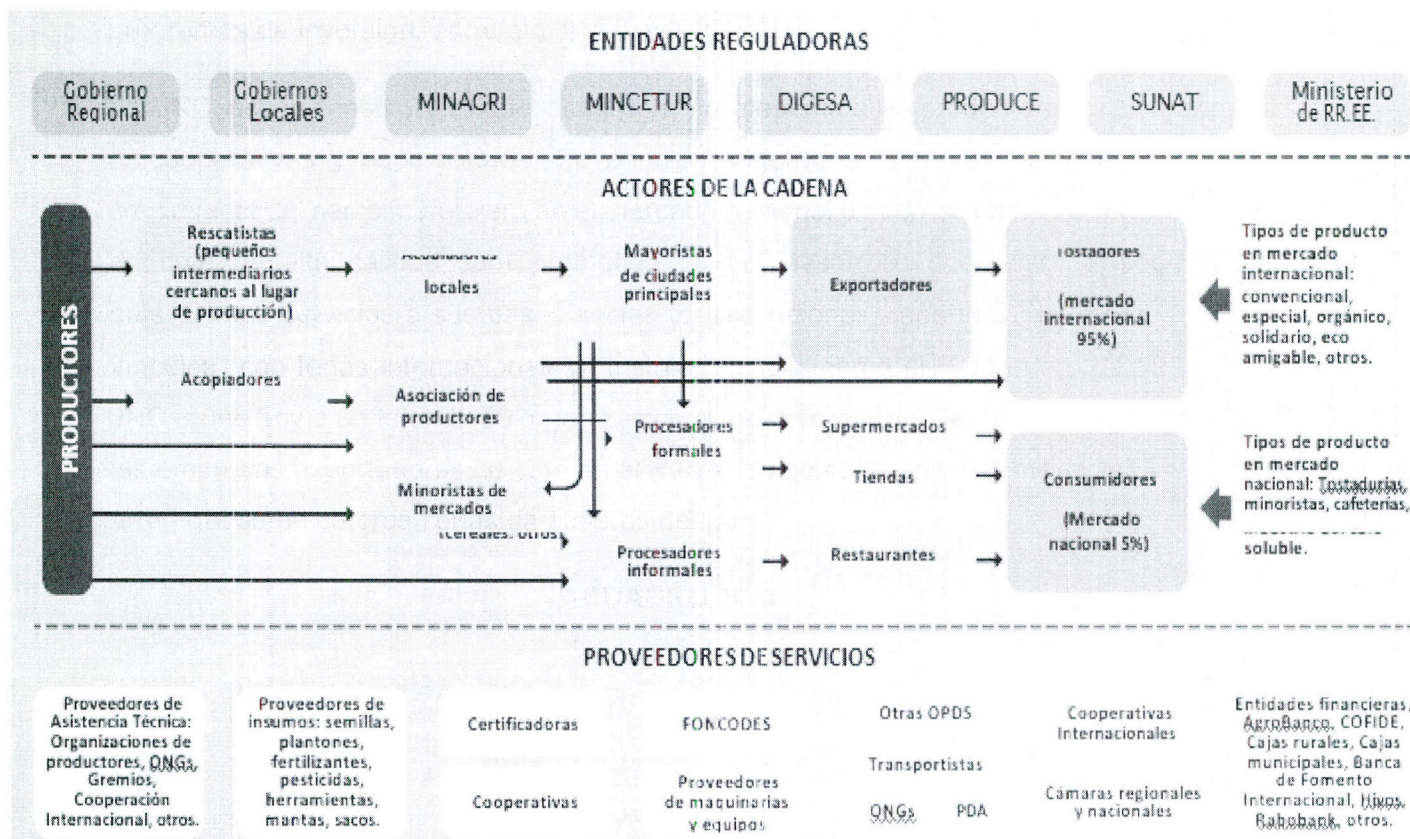 ENTIDADES REGULADORAS
Gobierno
Regional
Gobiernos
Locales
MINAGRI
MINCETUR
DIGESA
PRODUCE
SUNAT
Ministerio
de RR.EE.
ACTORES DE LA CADENA
PRODUCTORES
Rescatistas
(pequeños
intermediarios
cercanos al lugar
de producción)
locales
Mayoristas
de ciudades
principales
Exportadores
Tostadores
(mercado
internacional
95%)
Tipos de producto
en mercado
internacional:
convencional,
especial, orgánico,
solidario, eco
amigable, otros.
Acopiadores
Asociación de
productores
Procesadores
formales
Supermercados
Tiendas
Consumidores
(Mercado
nacional 5%)
Tipos de producto
en mercado
nacional: Tostadurías,
minoristas, cafeterías,
soluble.
Minoristas de
mercados
(cereales, otros)
Procesadores
informales
Restaurantes
PROVEEDORES DE SERVICIOS
Proveedores de
Asistencia Técnica:
Organizaciones de
productores, ONGs,
Gremios,
Cooperación
Internacional, otros.
Proveedores de
insumos: semillas,
plantones,
fertilizantes,
pesticidas,
herramientas,
mantas, sacos.
Certificadoras
Cooperativas
FONCODES
Proveedores
de maquinarias
y equipos
Otras OPDS
Transportistas
ONGs PDA
Cooperativas
Internacionales
Cámaras regionales
y nacionales
Entidades financieras,
AgroBanco, COFIDE,
Cajas rurales, Cajas
municipales, Banca
de Fomento
Internacional, Hivos,
Rabobank, otros.